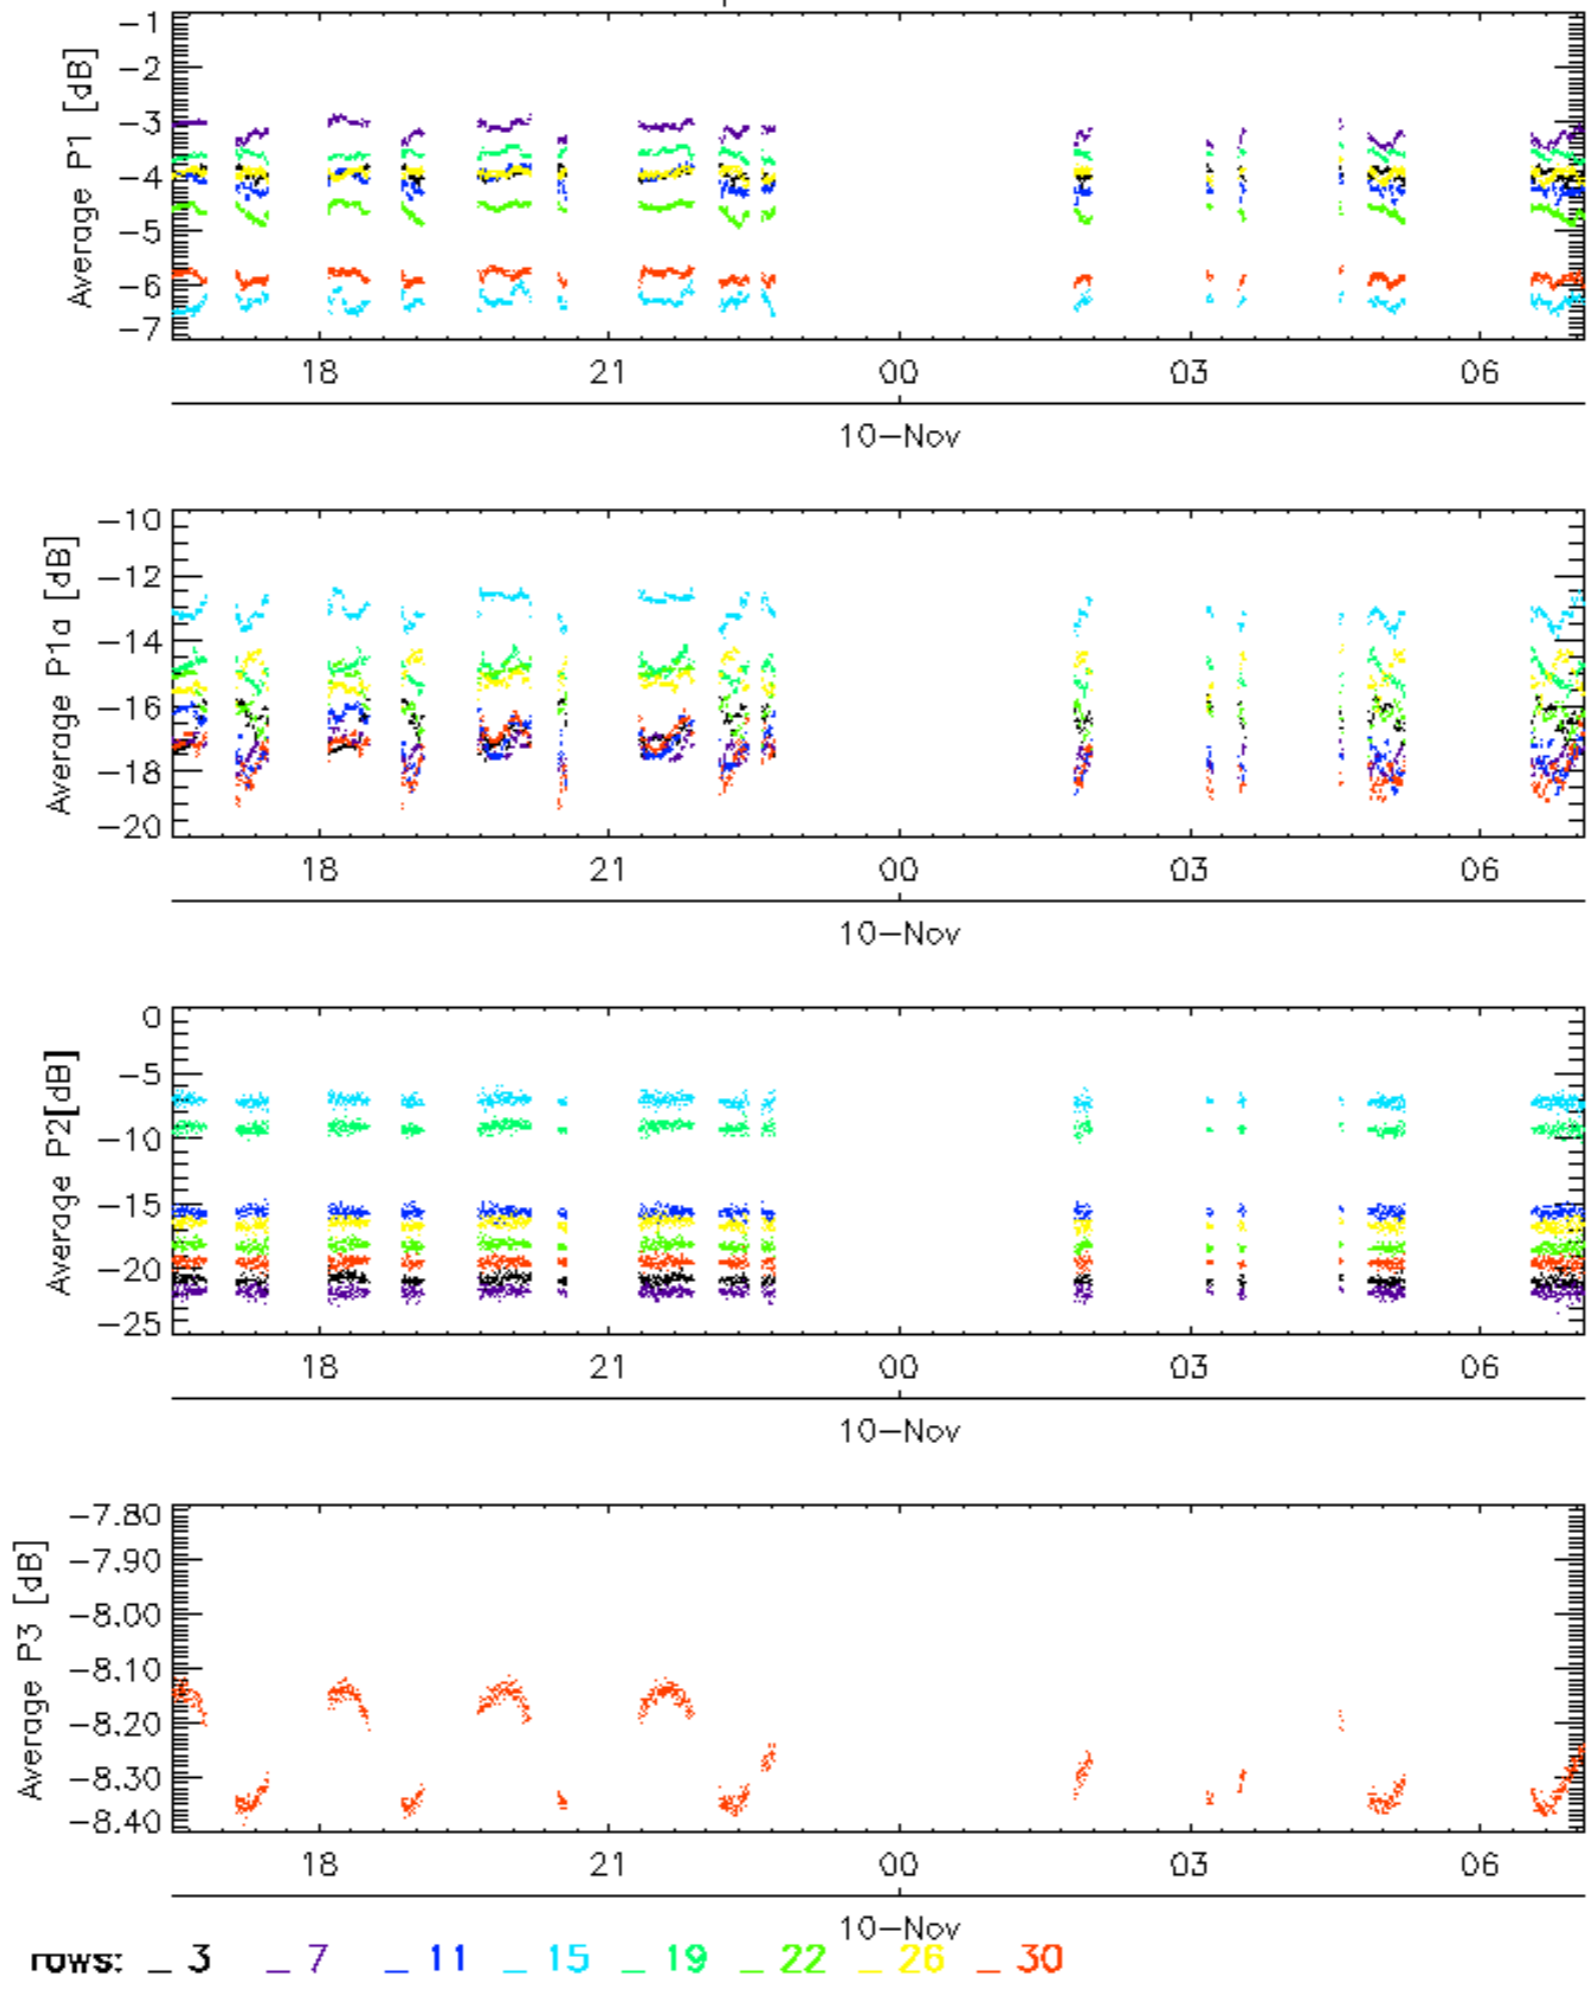 Average P1 [dB]
-1
-2
-3
-4
-5
-6
-7
18 21 00 03 06
10-Nov
Average P1a [dB]
-10
-12
-14
-16
-18
-20
18 21 00 03 06
10-Nov
Average P2[dB]
0
-5
-10
-15
-20
-25
18 21 00 03 06
10-Nov
Average P3 [dB]
-7.80
-7.90
-8.00
-8.10
-8.20
-8.30
-8.40
18 21 00 03 06
10-Nov
rows: _ 3 _ 7 _ 11 _ 15 _ 19 _ 22 _ 26 _ 30